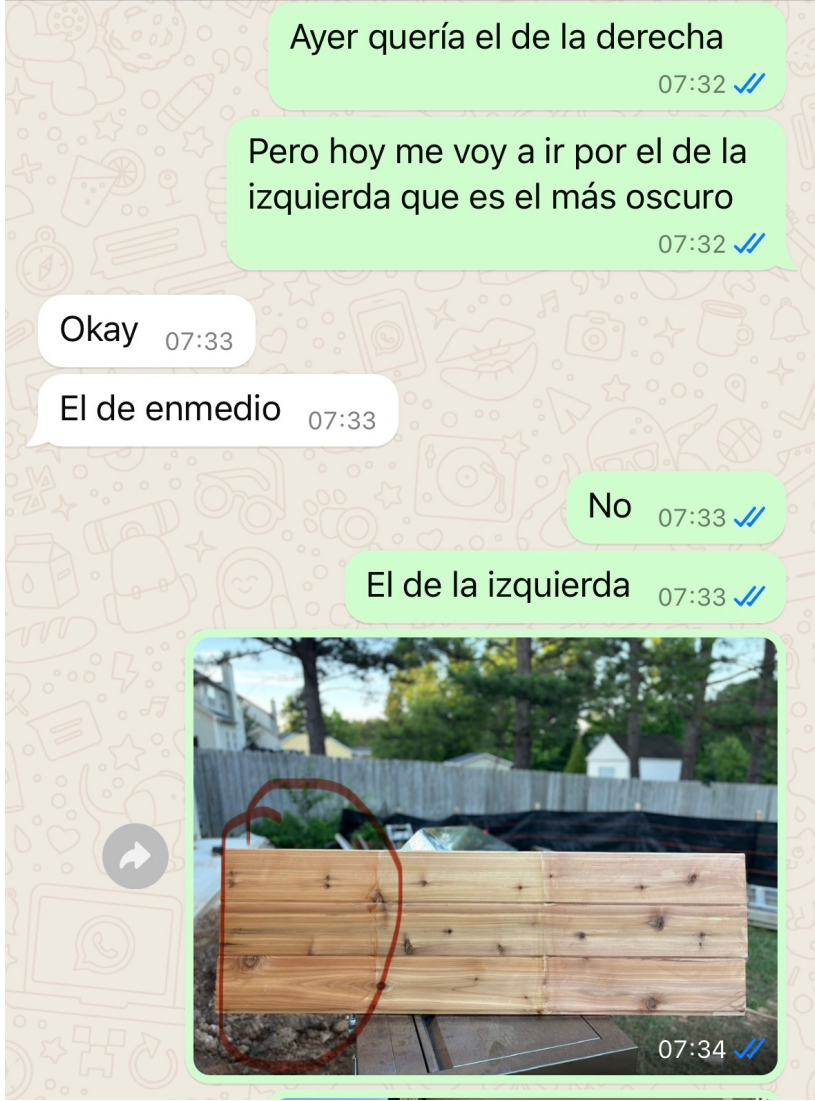 Ayer quería el de la derecha
07:32
Pero hoy me voy a ir por el de la
izquierda que es el más oscuro
07:32
Okay 07:33
El de enmedio 07:33
No 07:33
El de la izquierda 07:33
07:34